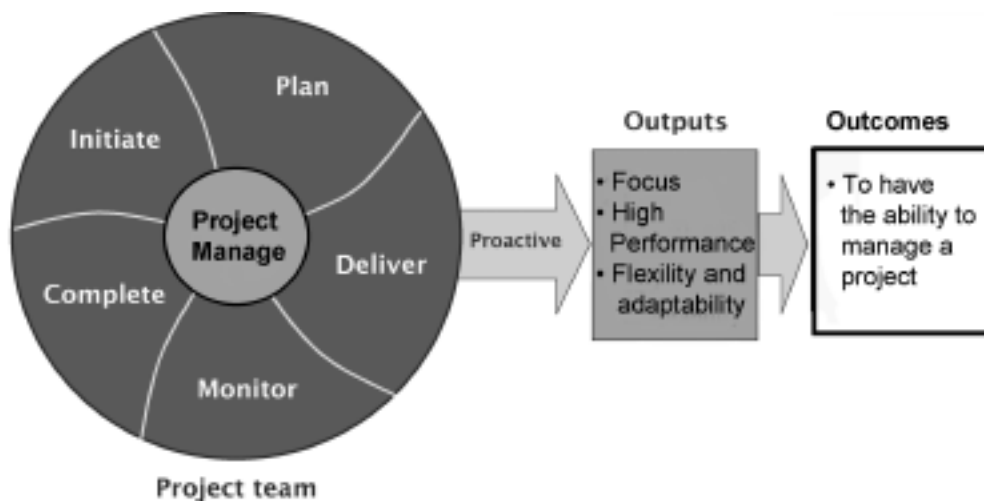 Plan
Initiate
Project
Manage
Deliver
Complete
Monitor
Project team
Proactive
Outputs
• Focus
• High
Performance
• Flexility and
adaptability
Outcomes
• To have
the ability to
manage a
project